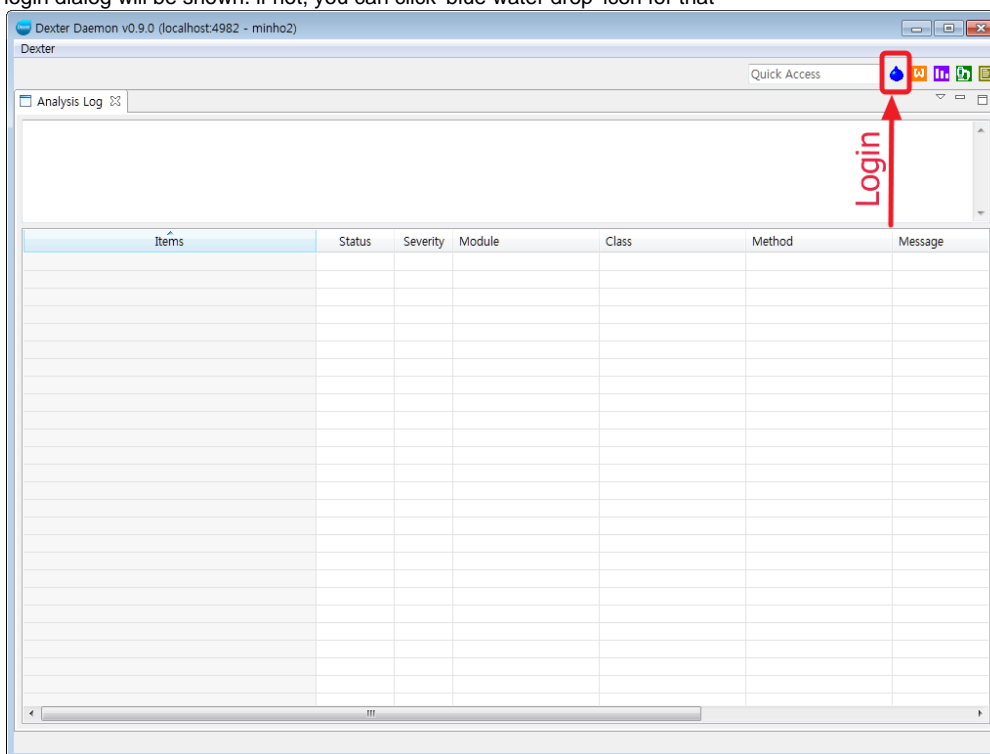 login dialog will be shown. If not, you can click 'blue water drop' icon for that
Dexter Daemon v0.9.0 (localhost:4982 - minho2)
Dexter
Quick Access
Analysis Log
Login
Items Status Severity Module Class Method Message